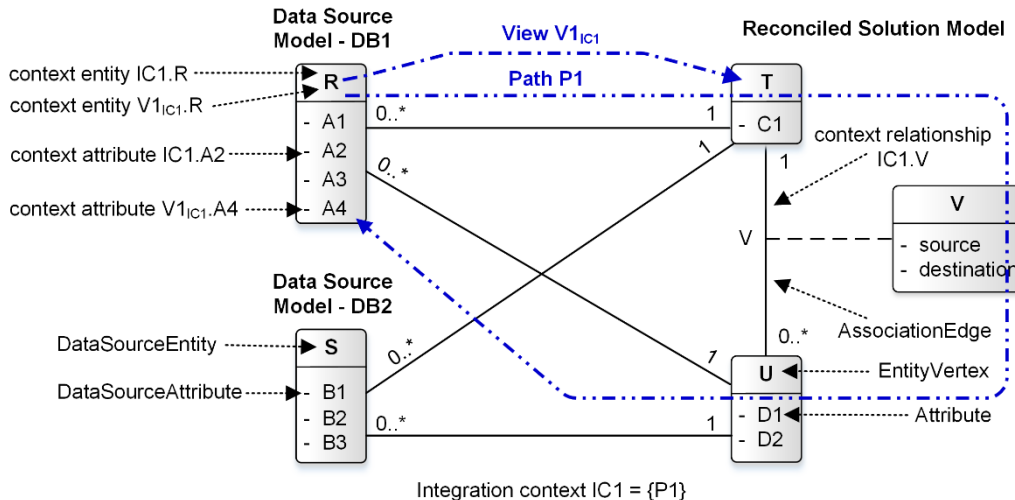 Data Source
Model - DB1
View V1IC1
Reconciled Solution Model
context entity IC1.R
context entity V1IC1.R
R
Path P1
T
- A1
- A2
- A3
- A4
0..*
1
- C1
context attribute IC1.A2
context attribute V1IC1.A4
0..*
1
1
context relationship
IC1.V
V
V
- source
- destination
Data Source
Model - DB2
DataSourceEntity
S
DataSourceAttribute
- B1
- B2
- B3
0..*
0..*
1
1
0..*
AssociationEdge
U
EntityVertex
- D1
- D2
Attribute
Integration context IC1 = {P1}